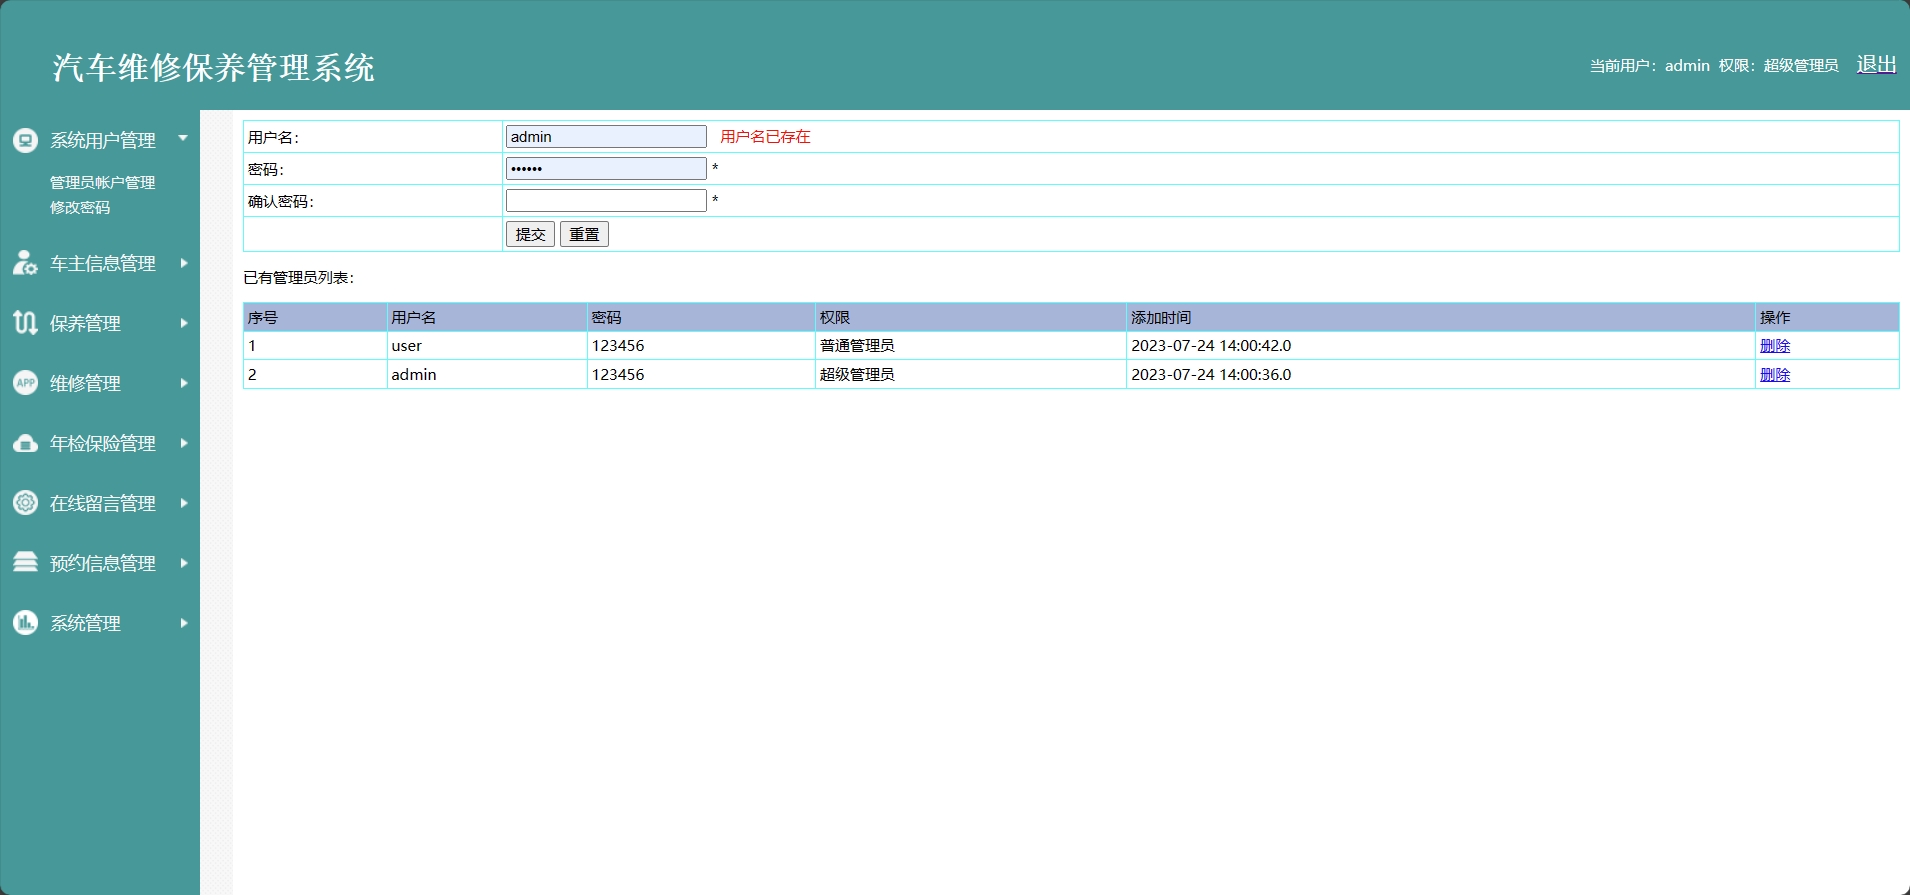 汽车维修保养管理系统
当前用户：admin 权限：超级管理员 退出
系统用户管理
管理员帐户管理
修改密码
车主信息管理
保养管理
APP
维修管理
年检保险管理
在线留言管理
预约信息管理
系统管理
用户名： admin 用户名已存在
密码： •••••• *
确认密码： *
提交 重置
已有管理员列表：
序号 用户名 密码 权限 添加时间 操作
1 user 123456 普通管理员 2023-07-24 14:00:42.0 删除
2 admin 123456 超级管理员 2023-07-24 14:00:36.0 删除